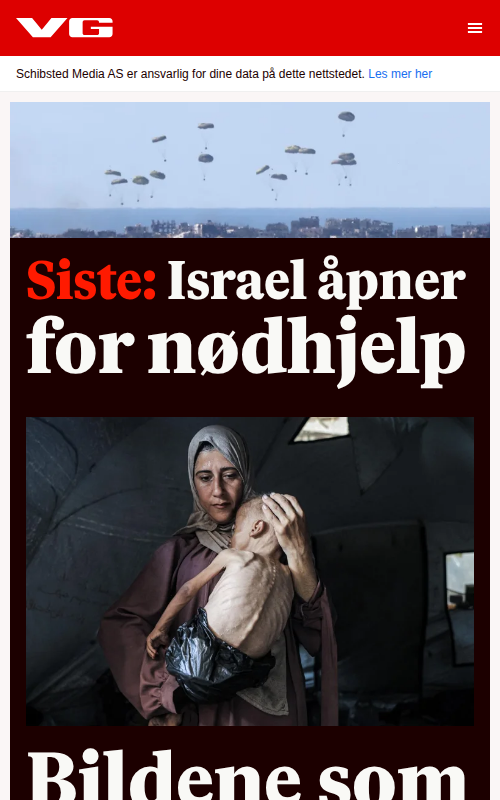 VG
Schibsted Media AS er ansvarlig for dine data på dette nettstedet. Les mer her
Siste: Israel åpner
for nødhjelp
Bildene som